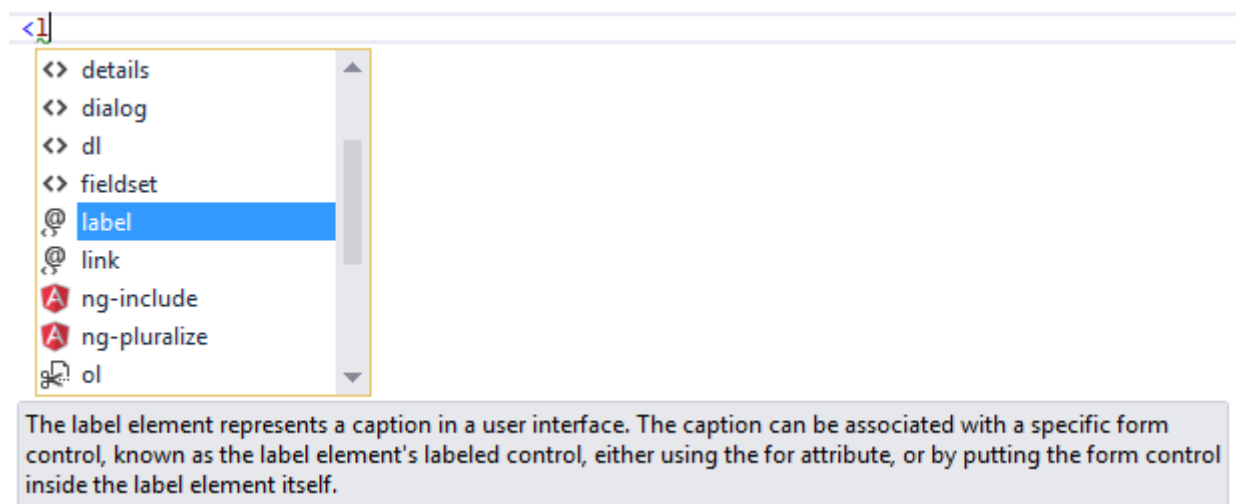 <l
<> details
<> dialog
<> dl
<> fieldset
label
link
ng-include
ng-pluralize
ol
The label element represents a caption in a user interface. The caption can be associated with a specific form
control, known as the label element's labeled control, either using the for attribute, or by putting the form control
inside the label element itself.